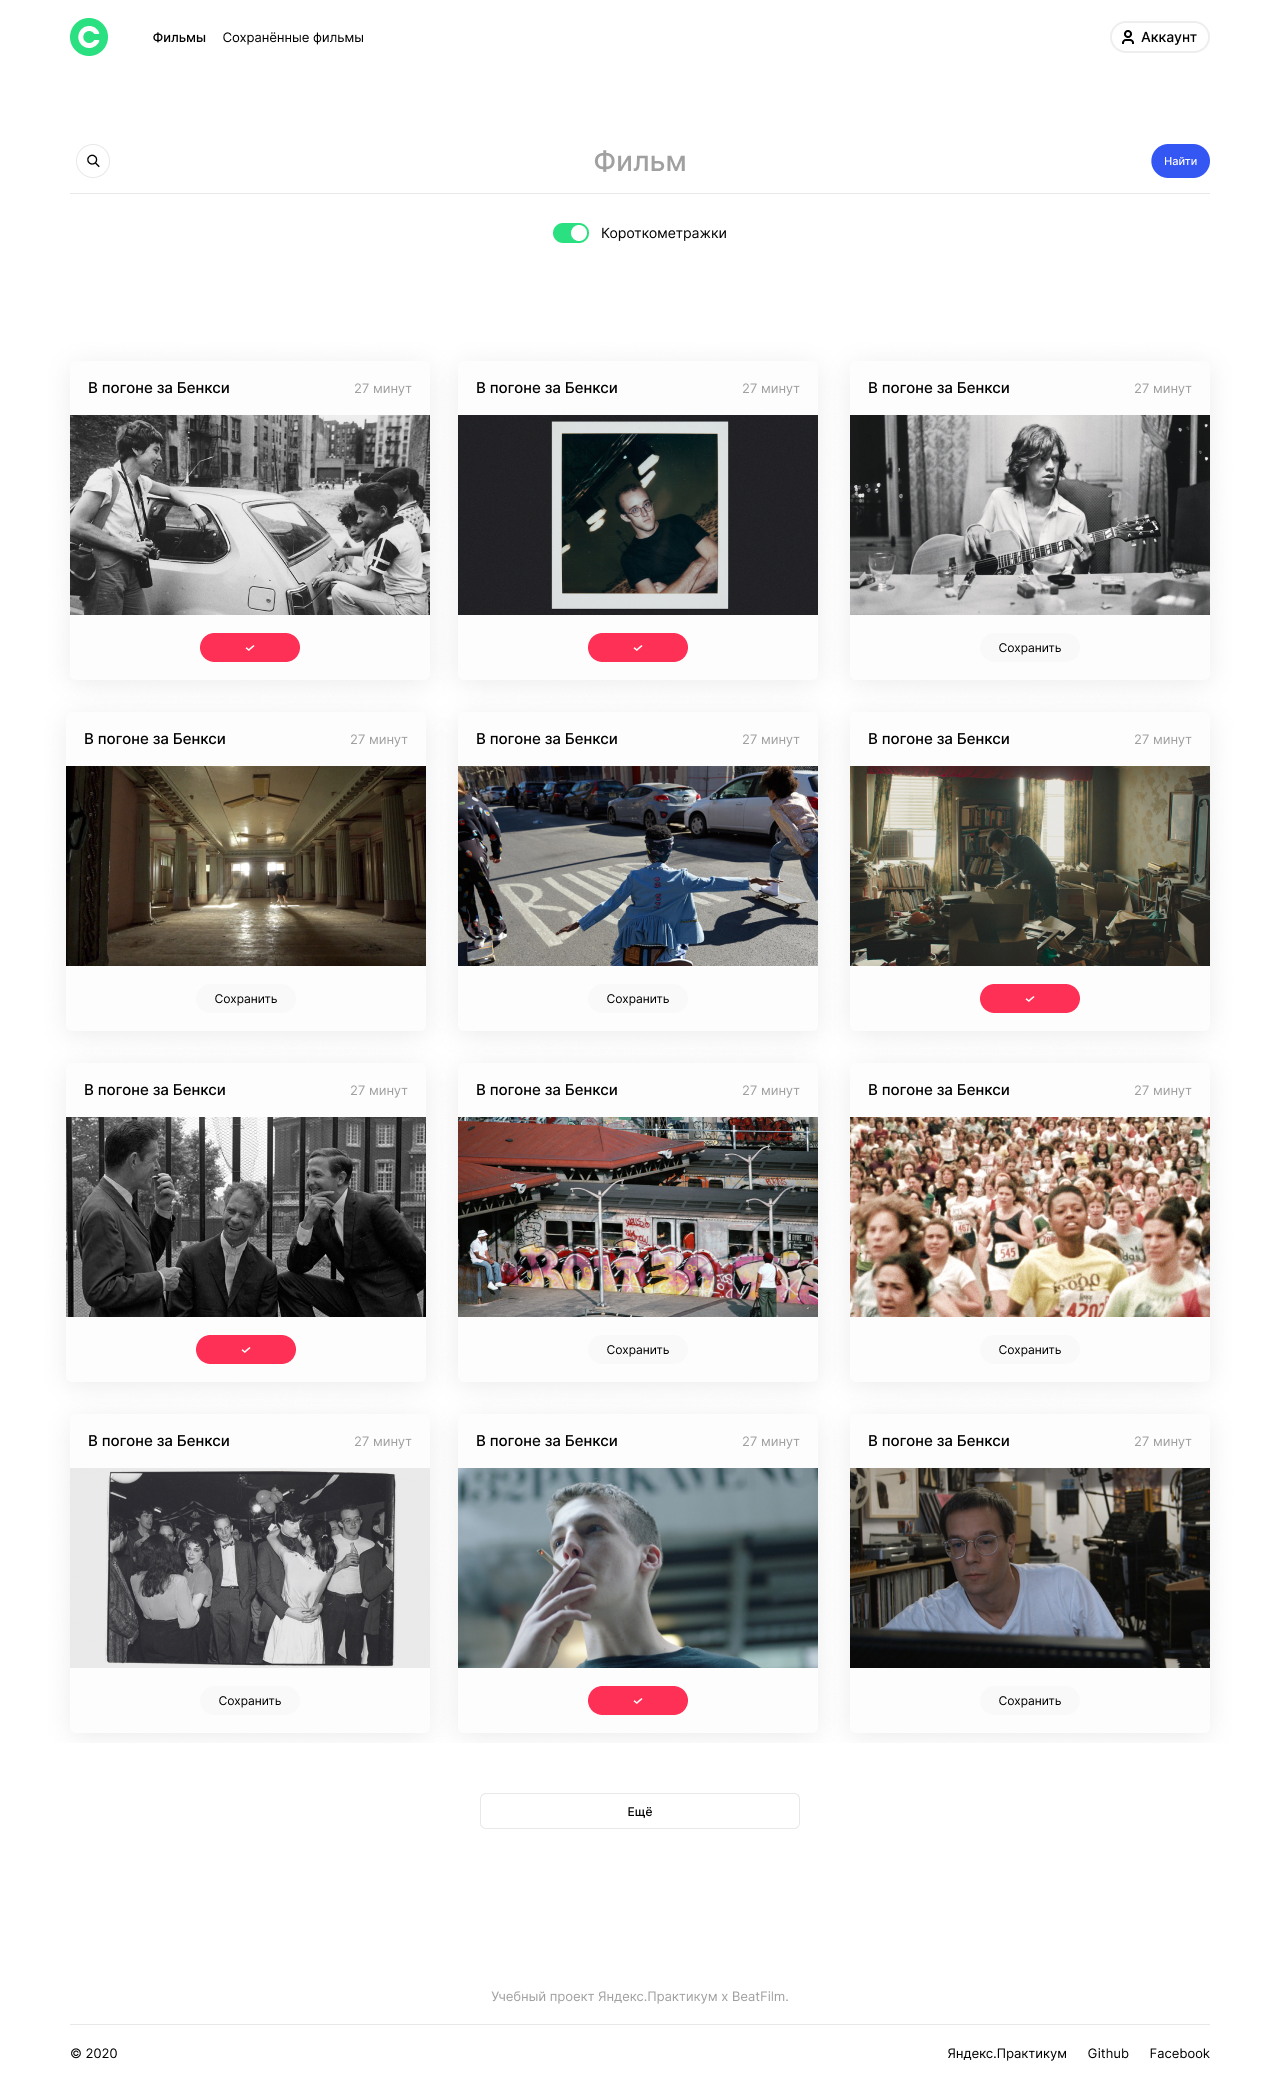 Фильмы Сохранённые фильмы Аккаунт
Фильм Найти
Короткометражки
В погоне за Бенкси 27 минут
В погоне за Бенкси 27 минут
В погоне за Бенкси 27 минут
Сохранить
В погоне за Бенкси 27 минут
В погоне за Бенкси 27 минут
В погоне за Бенкси 27 минут
Сохранить
Сохранить
В погоне за Бенкси 27 минут
В погоне за Бенкси 27 минут
В погоне за Бенкси 27 минут
545
Сохранить
Сохранить
В погоне за Бенкси 27 минут
В погоне за Бенкси 27 минут
В погоне за Бенкси 27 минут
Сохранить
Сохранить
Ещё
Учебный проект Яндекс.Практикум х BeatFilm.
© 2020 Яндекс.Практикум Github Facebook